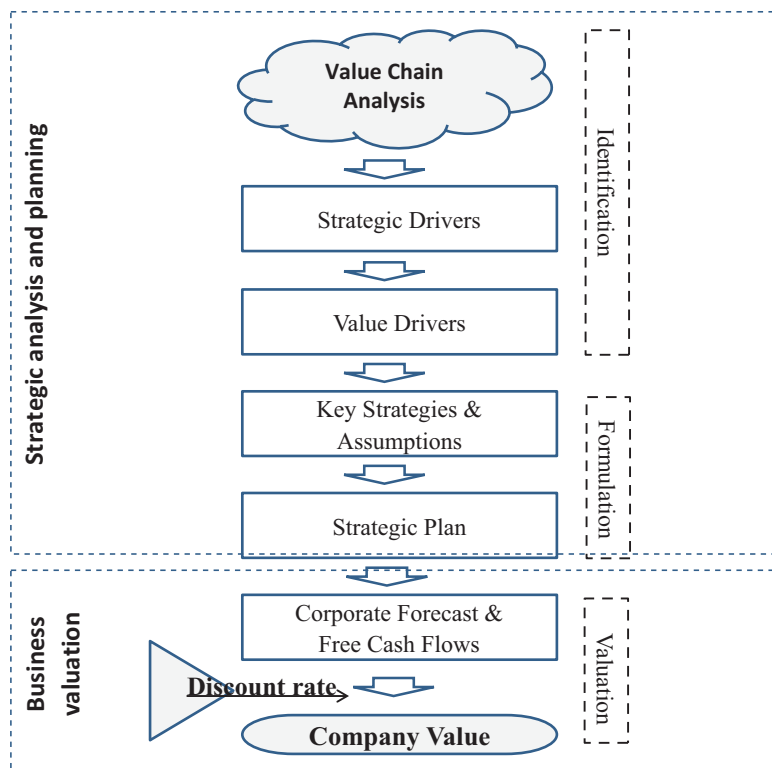 Value Chain
Analysis
Strategic Drivers
Value Drivers
Identification
Key Strategies &
Assumptions
Strategic Plan
Formulation
Strategic analysis and planning
Corporate Forecast &
Free Cash Flows
Discount rate
Company Value
Valuation
Business
valuation